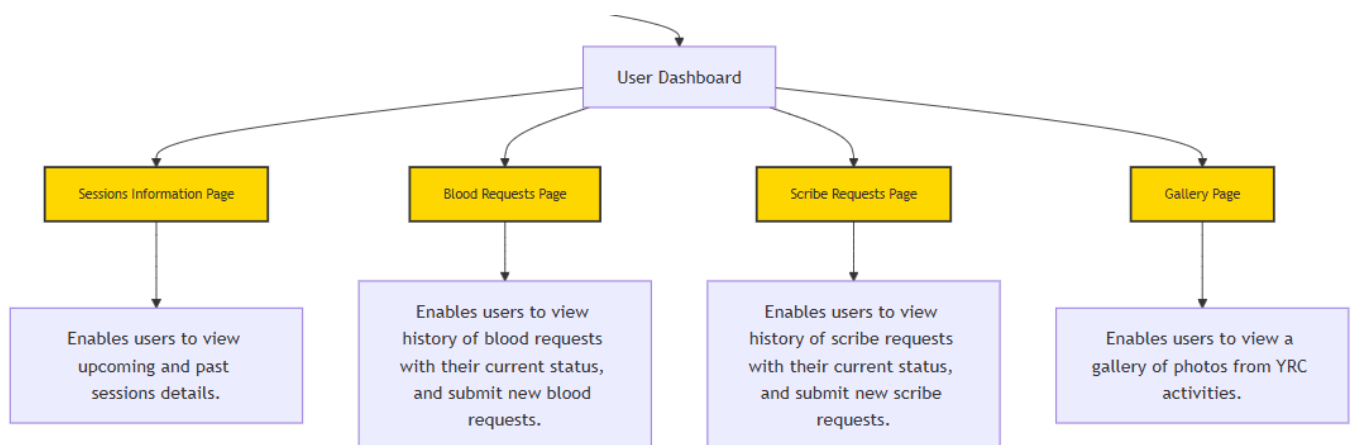 User Dashboard
Sessions Information Page
Blood Requests Page
Scribe Requests Page
Gallery Page
Enables users to view
upcoming and past
sessions details.
Enables users to view
history of blood requests
with their current status,
and submit new blood
requests.
Enables users to view
history of scribe requests
with their current status,
and submit new scribe
requests.
Enables users to view a
gallery of photos from YRC
activities.